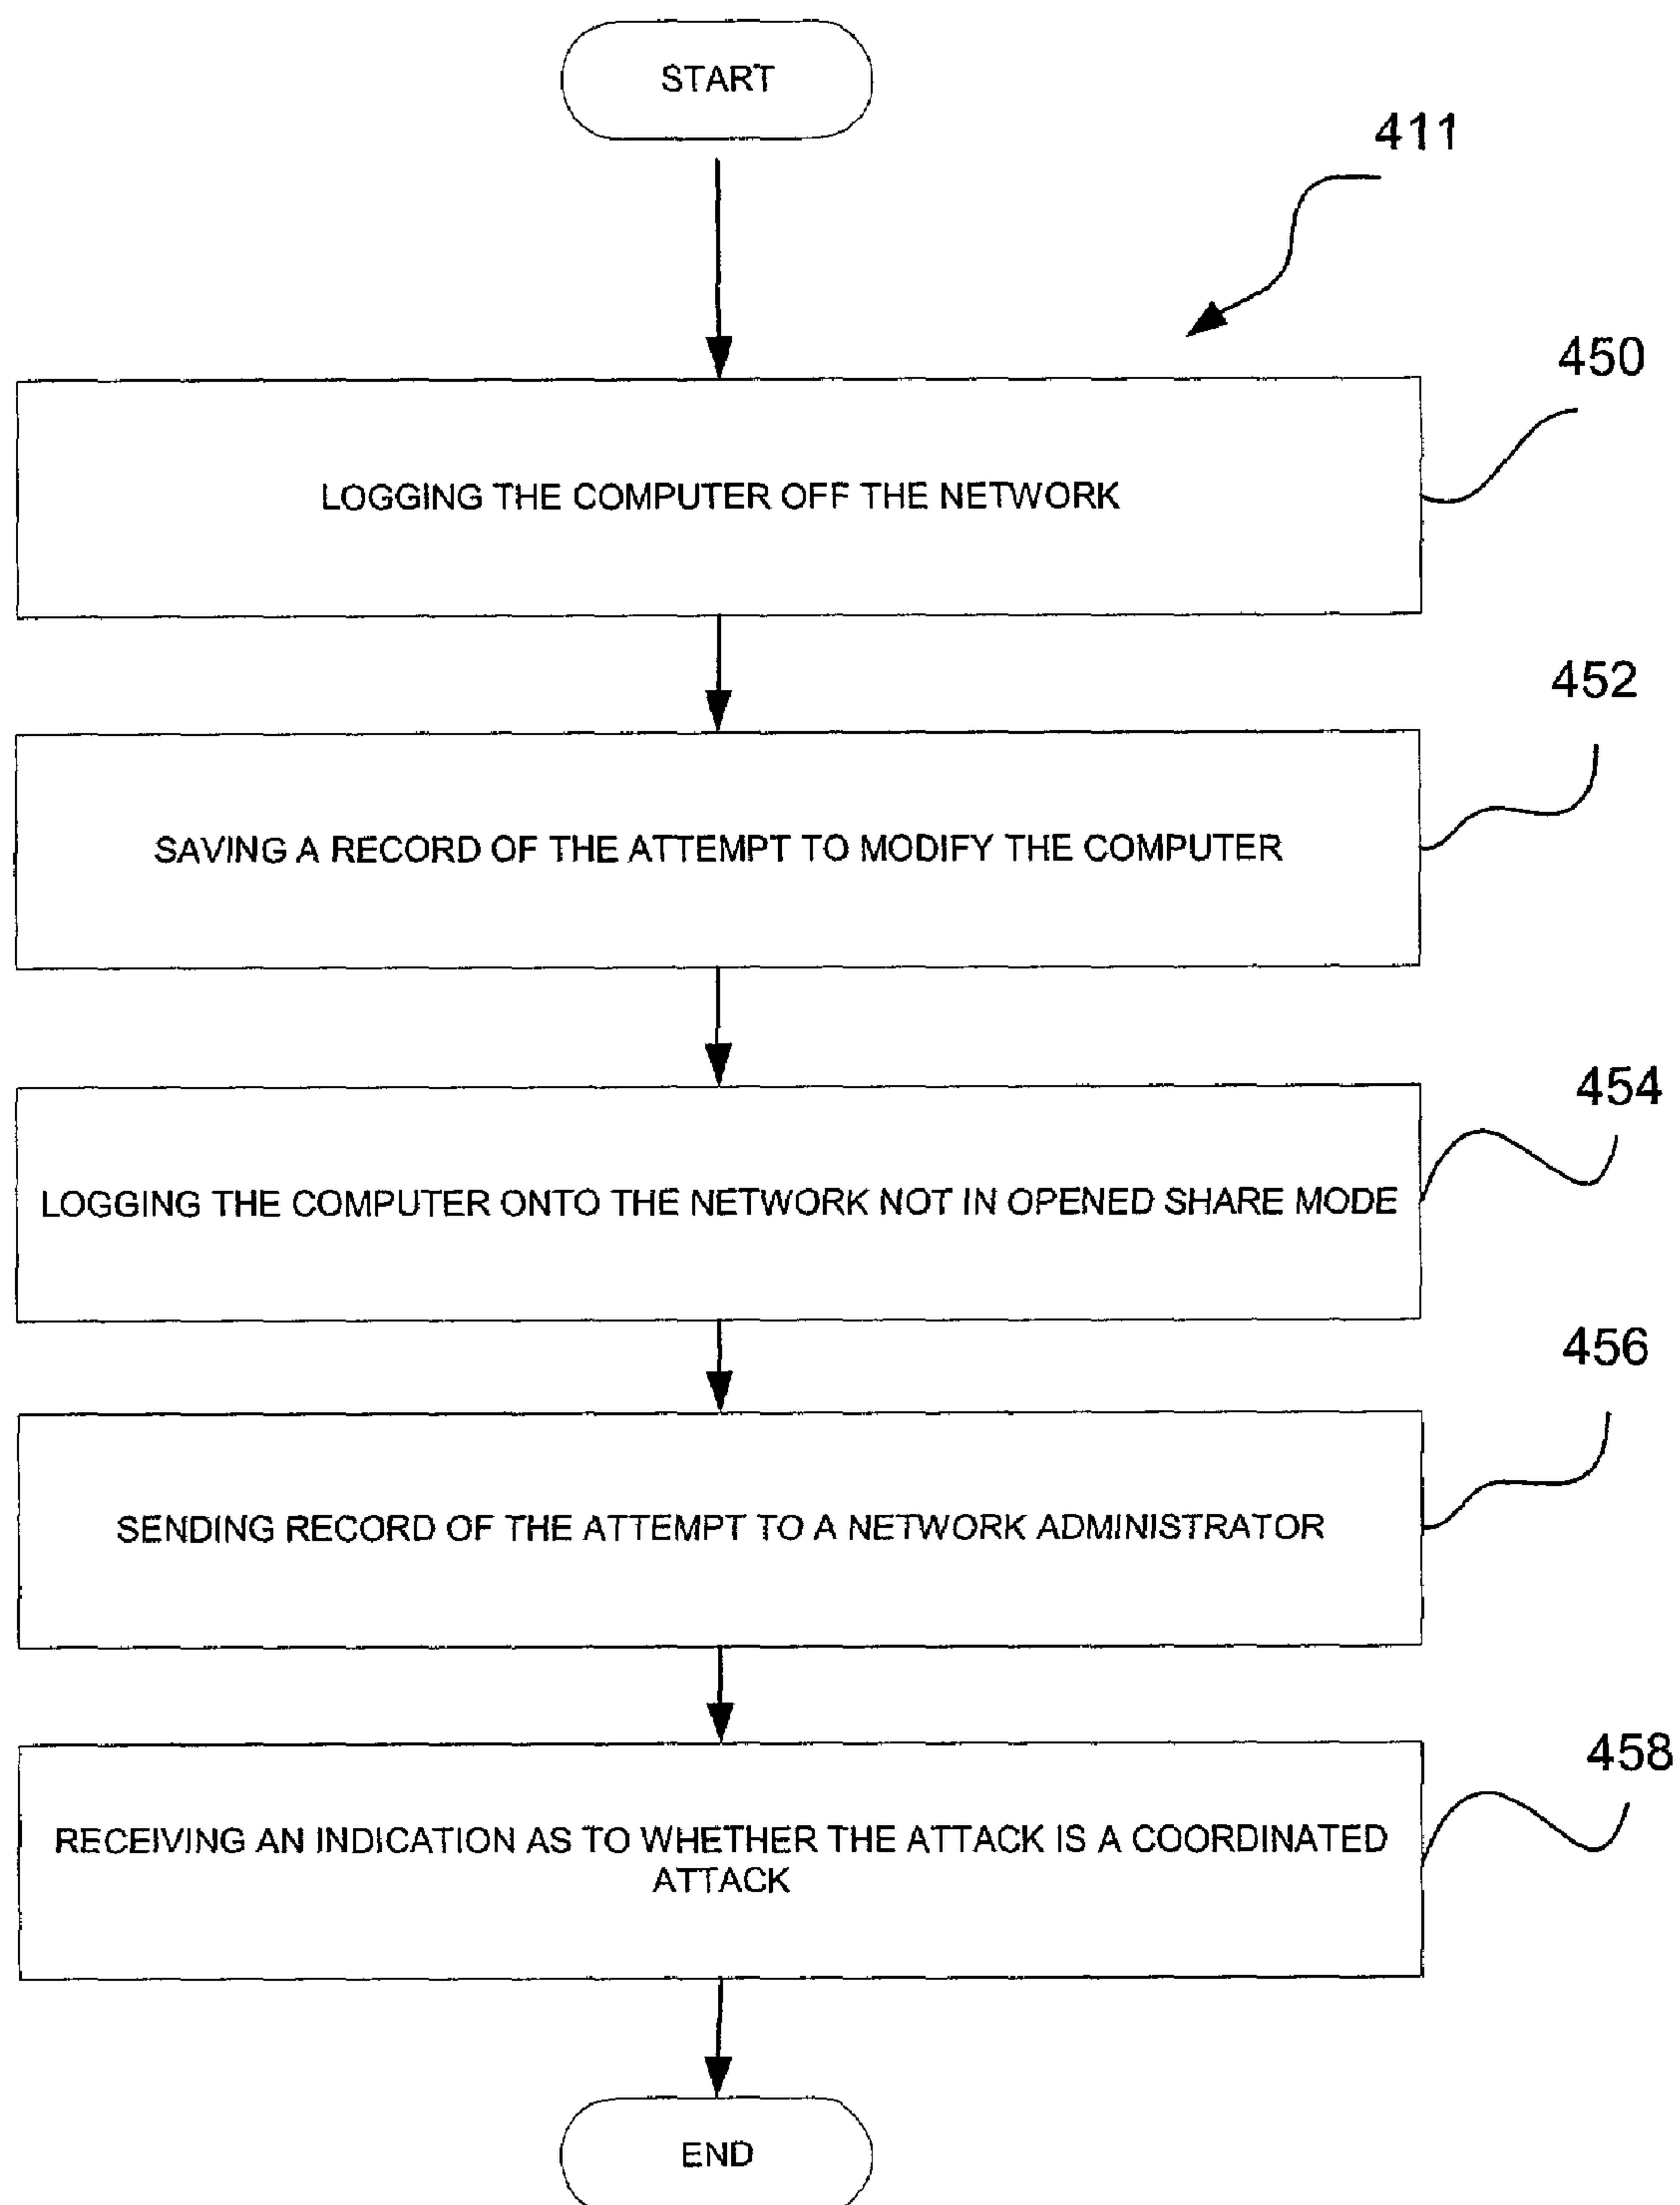 START
411
450
LOGGING THE COMPUTER OFF THE NETWORK
452
SAVING A RECORD OF THE ATTEMPT TO MODIFY THE COMPUTER
454
LOGGING THE COMPUTER ONTO THE NETWORK NOT IN OPENED SHARE MODE
456
SENDING RECORD OF THE ATTEMPT TO A NETWORK ADMINISTRATOR
458
RECEIVING AN INDICATION AS TO WHETHER THE ATTACK IS A COORDINATED
ATTACK
END